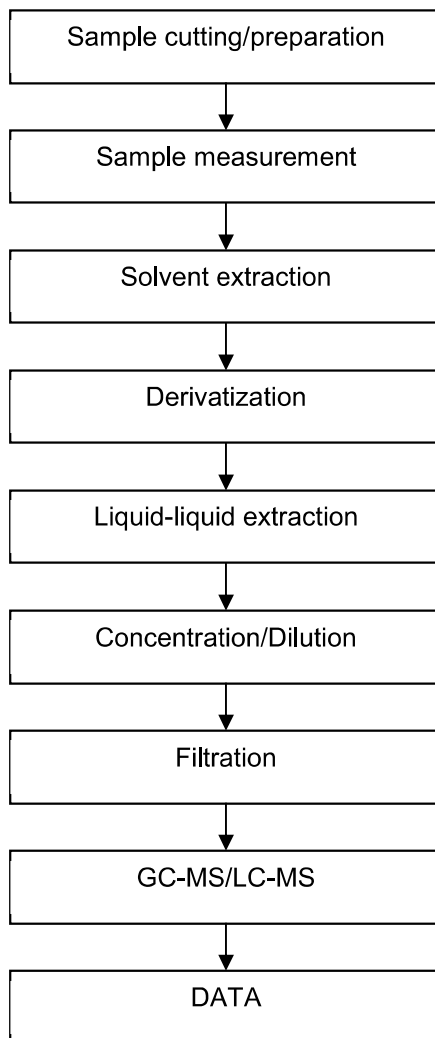 Sample cutting/preparation
Sample measurement
Solvent extraction
Derivatization
Liquid-liquid extraction
Concentration/Dilution
Filtration
GC-MS/LC-MS
DATA